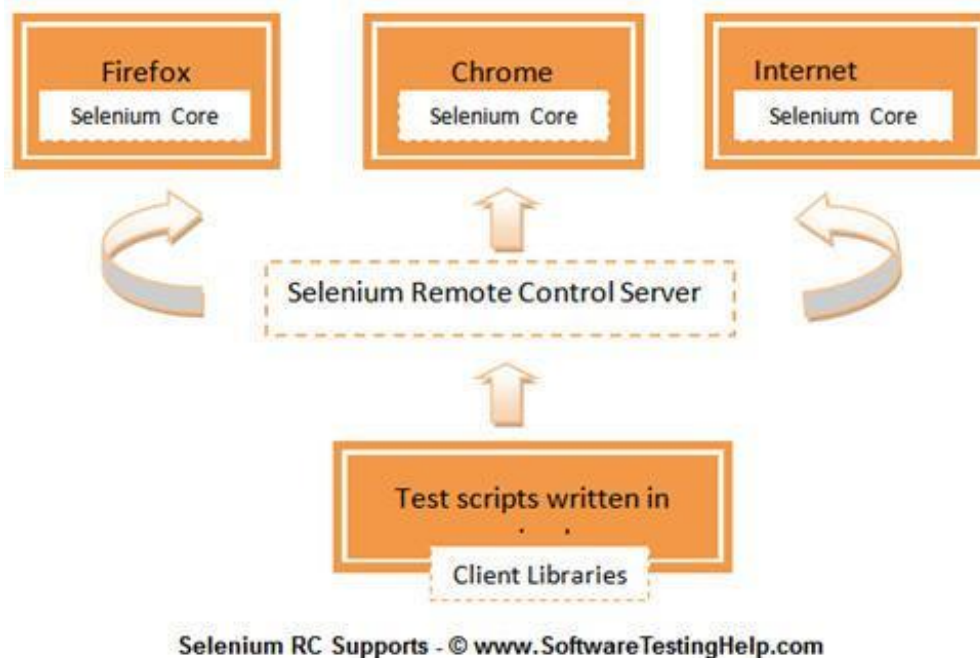 Firefox
Selenium Core
Chrome
Selenium Core
Internet
Selenium Core
Selenium Remote Control Server
Test scripts written in
Client Libraries
Selenium RC Supports - © www.SoftwareTestingHelp.com